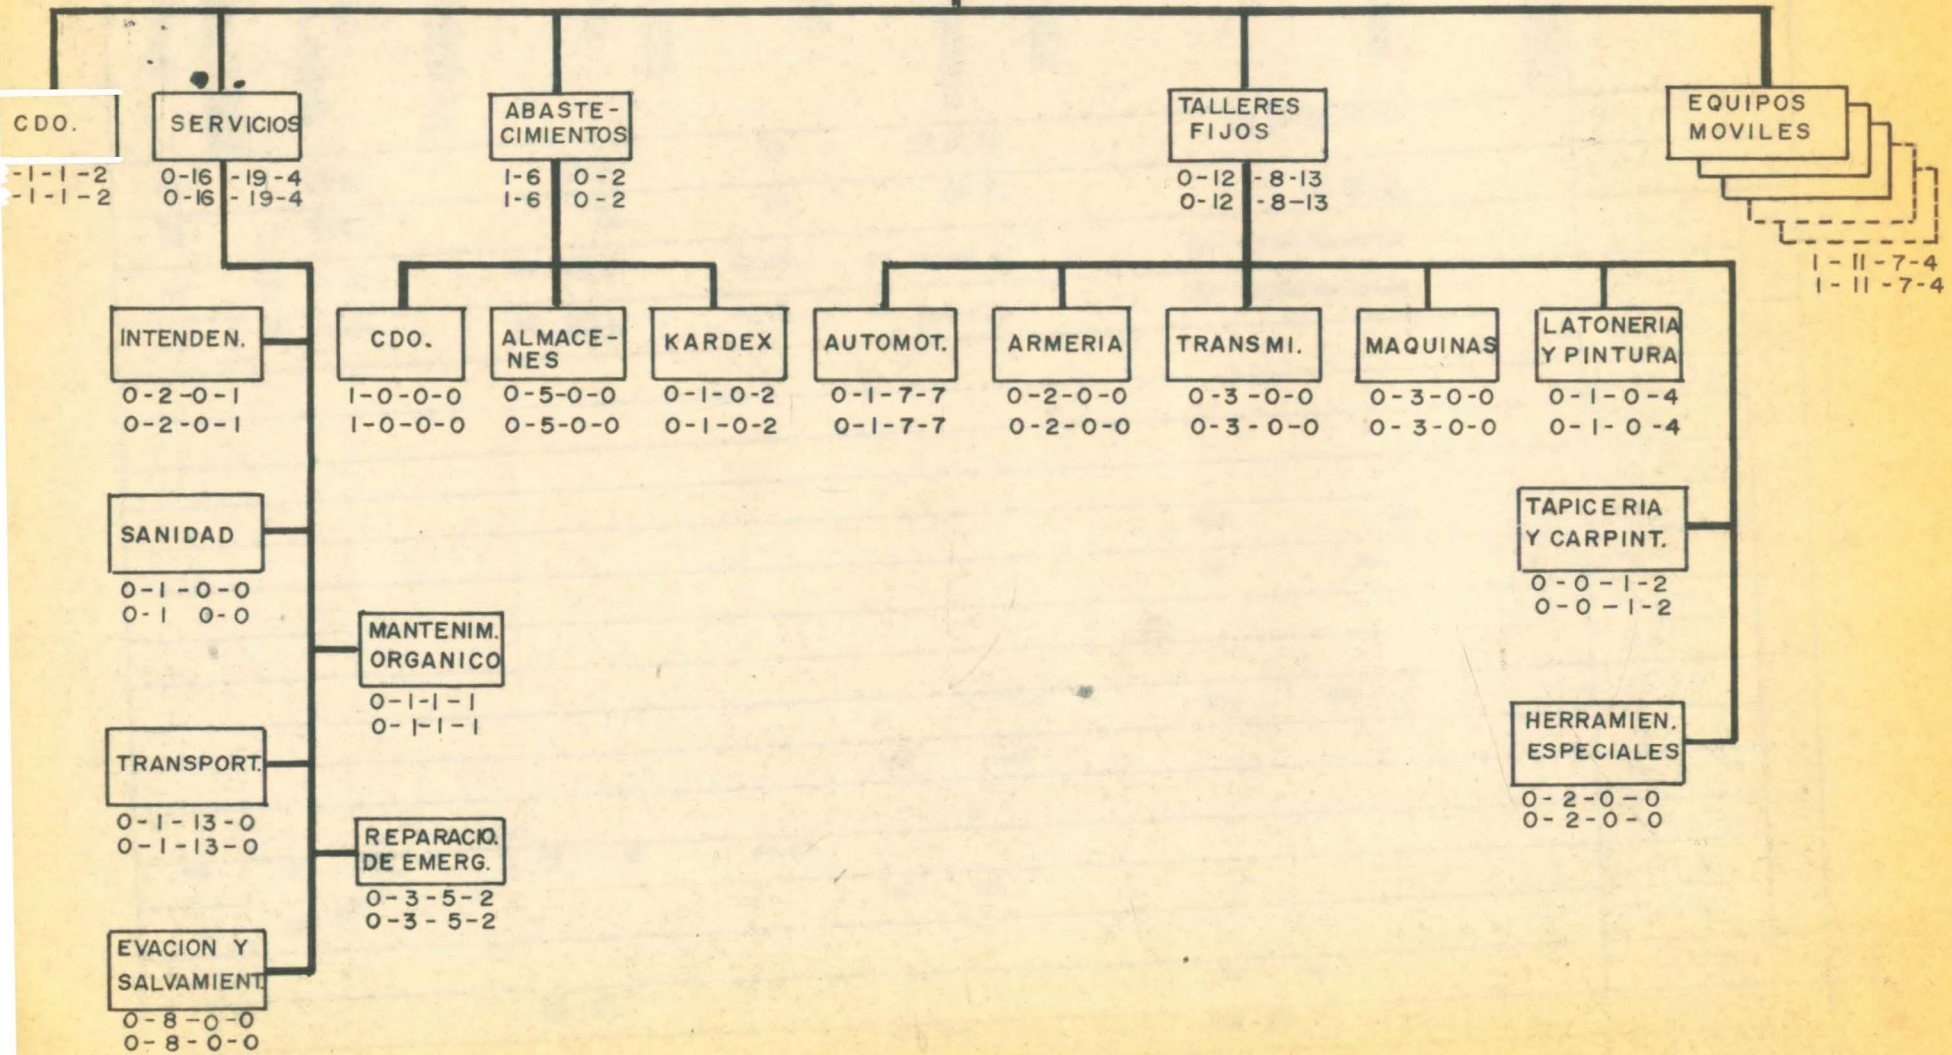 CDO.
-1-1-2
-1-1-2
SERVICIOS
0-16-19-4
0-16-19-4
ABASTE-
CIMIENTOS
1-6 0-2
1-6 0-2
TALLERES
FIJOS
0-12-8-13
0-12-8-13
EQUIPOS
MOVILES
1-11-7-4
1-11-7-4
INTENDEN.
0-2-0-1
0-2-0-1
CDO.
1-0-0-0
1-0-0-0
ALMACE-
NES
0-5-0-0
0-5-0-0
KARDEX
0-1-0-2
0-1-0-2
AUTOMOT.
0-1-7-7
0-1-7-7
ARMERIA
0-2-0-0
0-2-0-0
TRANSMI.
0-3-0-0
0-3-0-0
MAQUINAS
0-3-0-0
0-3-0-0
LATONERIA
Y PINTURA
0-1-0-4
0-1-0-4
SANIDAD
0-1-0-0
0-1 0-0
TAPICERIA
Y CARPINT.
0-0-1-2
0-0-1-2
MANTENIM.
ORGANICO
0-1-1-1
0-1-1-1
TRANSPORT.
0-1-13-0
0-1-13-0
HERRAMIEN.
ESPECIALES
0-2-0-0
0-2-0-0
REPARACIO.
DE EMERG.
0-3-5-2
0-3-5-2
EVACION Y
SALVAMIENT.
0-8-0-0
0-8-0-0